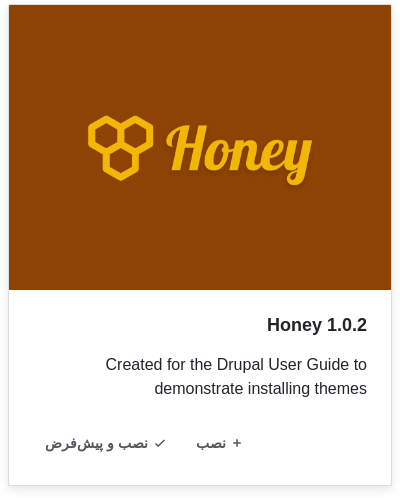 Honey
Honey 1.0.2
Created for the Drupal User Guide to
demonstrate installing themes
+ نصب
✓ نصب و پیش‌فرض